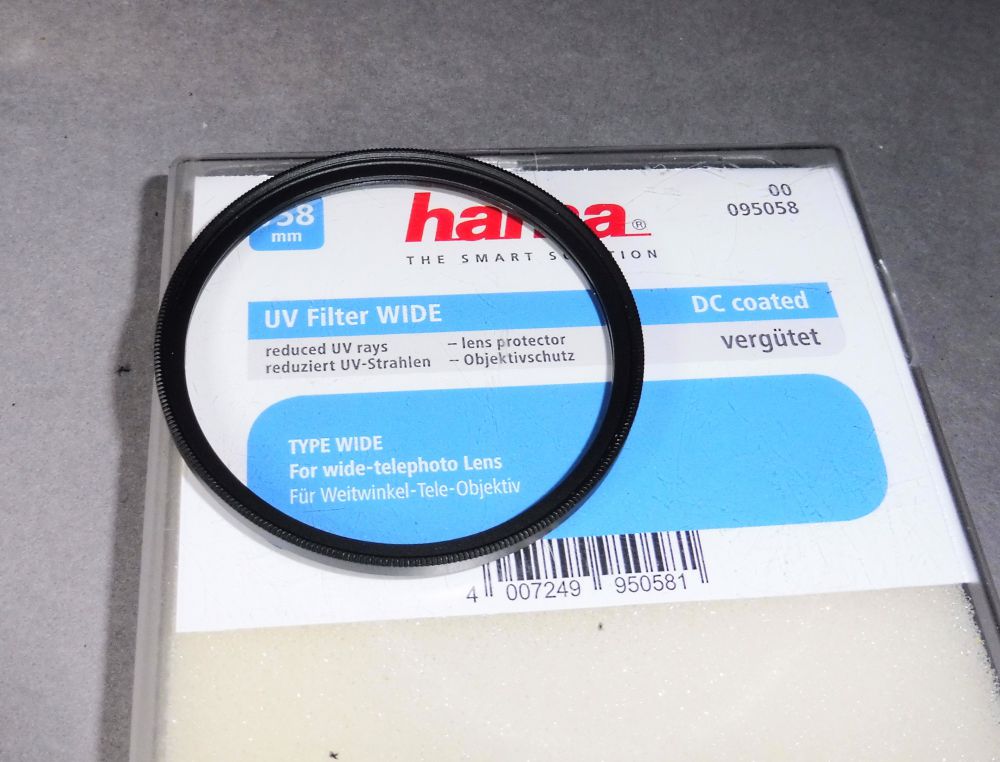 58
mm
hama®
THE SMART SOLUTION
00
095058
UV Filter WIDE
DC coated
reduced UV rays – lens protector
reduziert UV-Strahlen – Objektivschutz
vergütet
TYPE WIDE
For wide-telephoto Lens
Für Weitwinkel-Tele-Objektiv
4 007249 950581